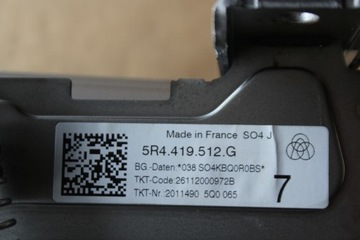 Made in France SO4 J
5R4.419.512.G
BG.-Daten:*038 SO4KBQ0R0BS*
TKT-Code:26112000972B
TKT-Nr.:2011490 5Q0 065
7